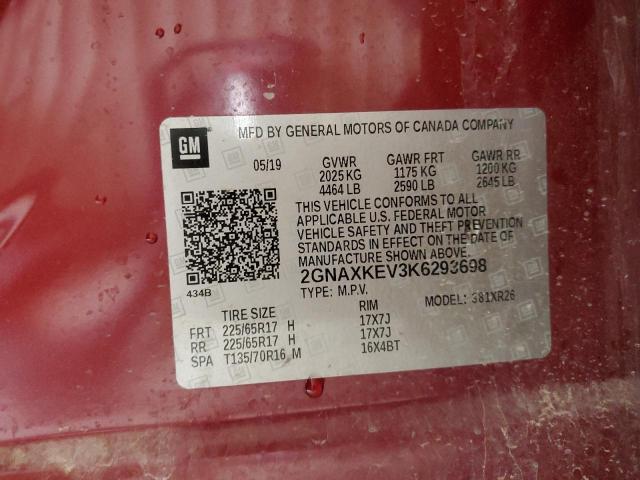 MFD BY GENERAL MOTORS OF CANADA COMPANY
GM
05/19 GVWR GAWR FRT GAWR RR
2025 KG 1175 KG 1200 KG
4464 LB 2590 LB 2645 LB
THIS VEHICLE CONFORMS TO ALL
APPLICABLE U.S. FEDERAL MOTOR
VEHICLE SAFETY AND THEFT PREVENTION
STANDARDS IN EFFECT ON THE DATE OF
MANUFACTURE SHOWN ABOVE.
2GNAXKEV3K6293698
434B
TYPE: M.P.V. MODEL: 381XR26
TIRE SIZE RIM
FRT 225/65R17 H 17X7J
RR 225/65R17 H 17X7J
SPA T135/70R16 M 16X4BT